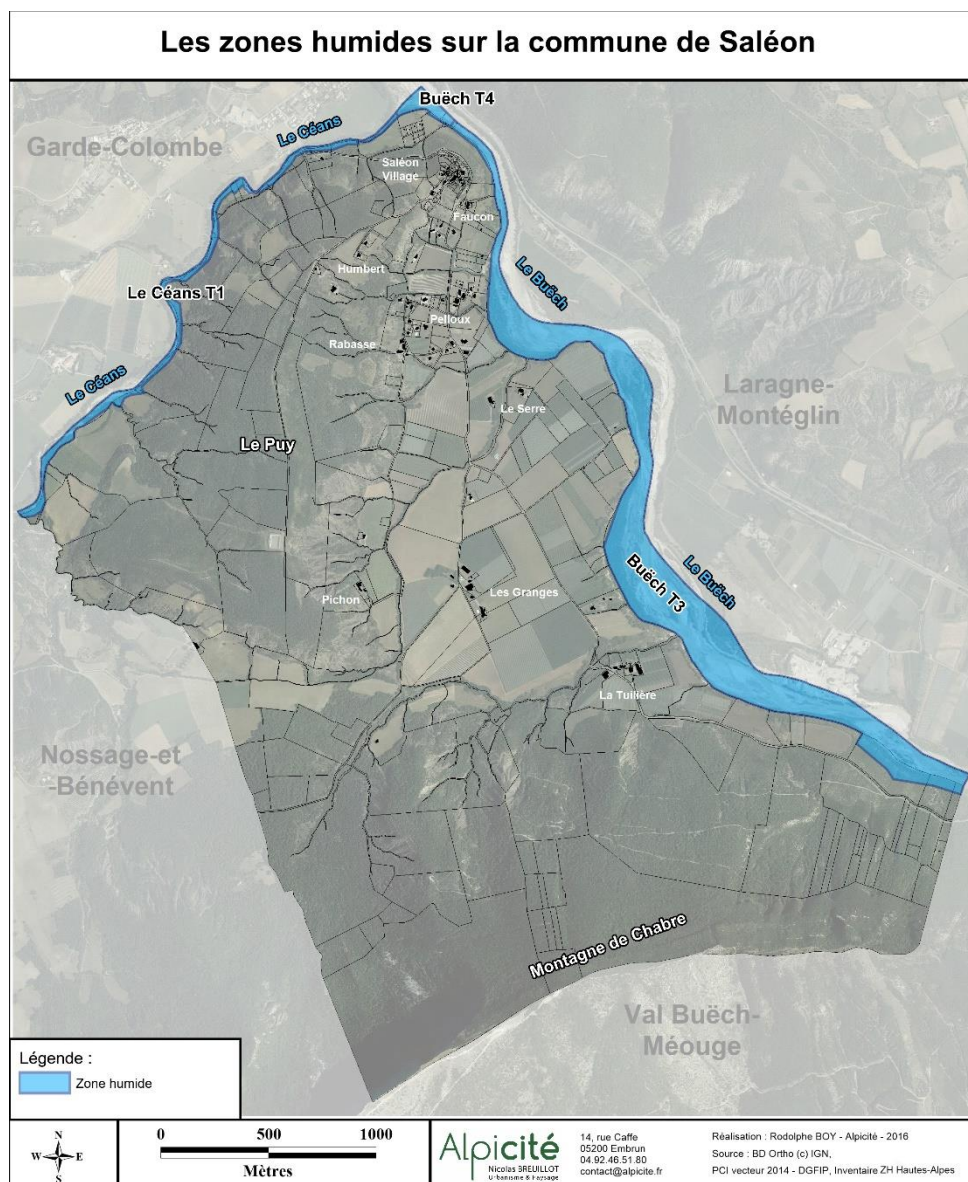 Les zones humides sur la commune de Saléon
Buëch T4
Le Céans
Garde-Colombe
Saléon
Village
Faucon
Le Buëch
Humbert
Le Céans T1
Pelloux
Rabasse
Le Céans
Laragne-
Montéglin
Le Serre
Le Puy
Buëch T3
Le Buëch
Pichon
Les Granges
La Tuilière
Nossage-et
-Bénévent
Montagne de Chabre
Val Buëch-
Méouge
Légende :
Zone humide
N
W E
S
0 500 1000
Mètres
Alpicité
Nicolas BREUILLOT
Urbanisme & Paysage
14, rue Caffe
05200 Embrun
04.92.46.51.80
contact@alpicite.fr
Réalisation : Rodolphe BOY - Alpicité - 2016
Source : BD Ortho (c) IGN,
PCI vecteur 2014 - DGFIP, Inventaire ZH Hautes-Alpes